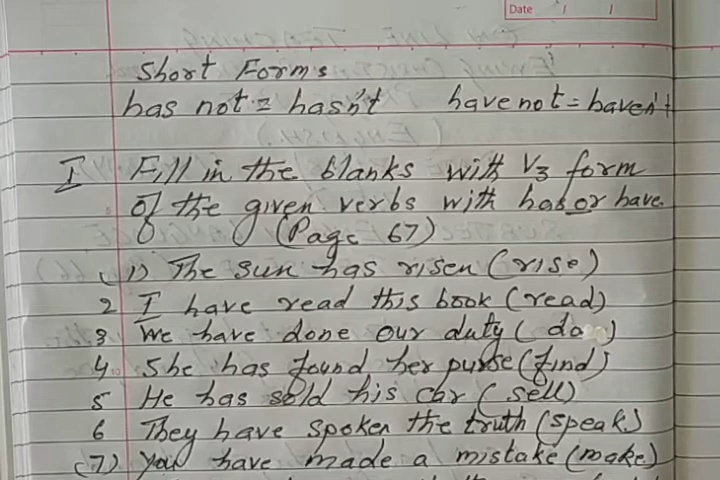 Date / /
Short Forms
has not = hasn't have not = haven't
I Fill in the blanks with V3 form
of the given verbs with has or have.
(Page 67)
(1) The sun has risen (rise)
2 I have read this book (read)
3 We have done our duty (do)
4. She has found her purse (find)
5 He has sold his car (sell)
6 They have spoken the truth (speak)
(7) You have made a mistake (make)